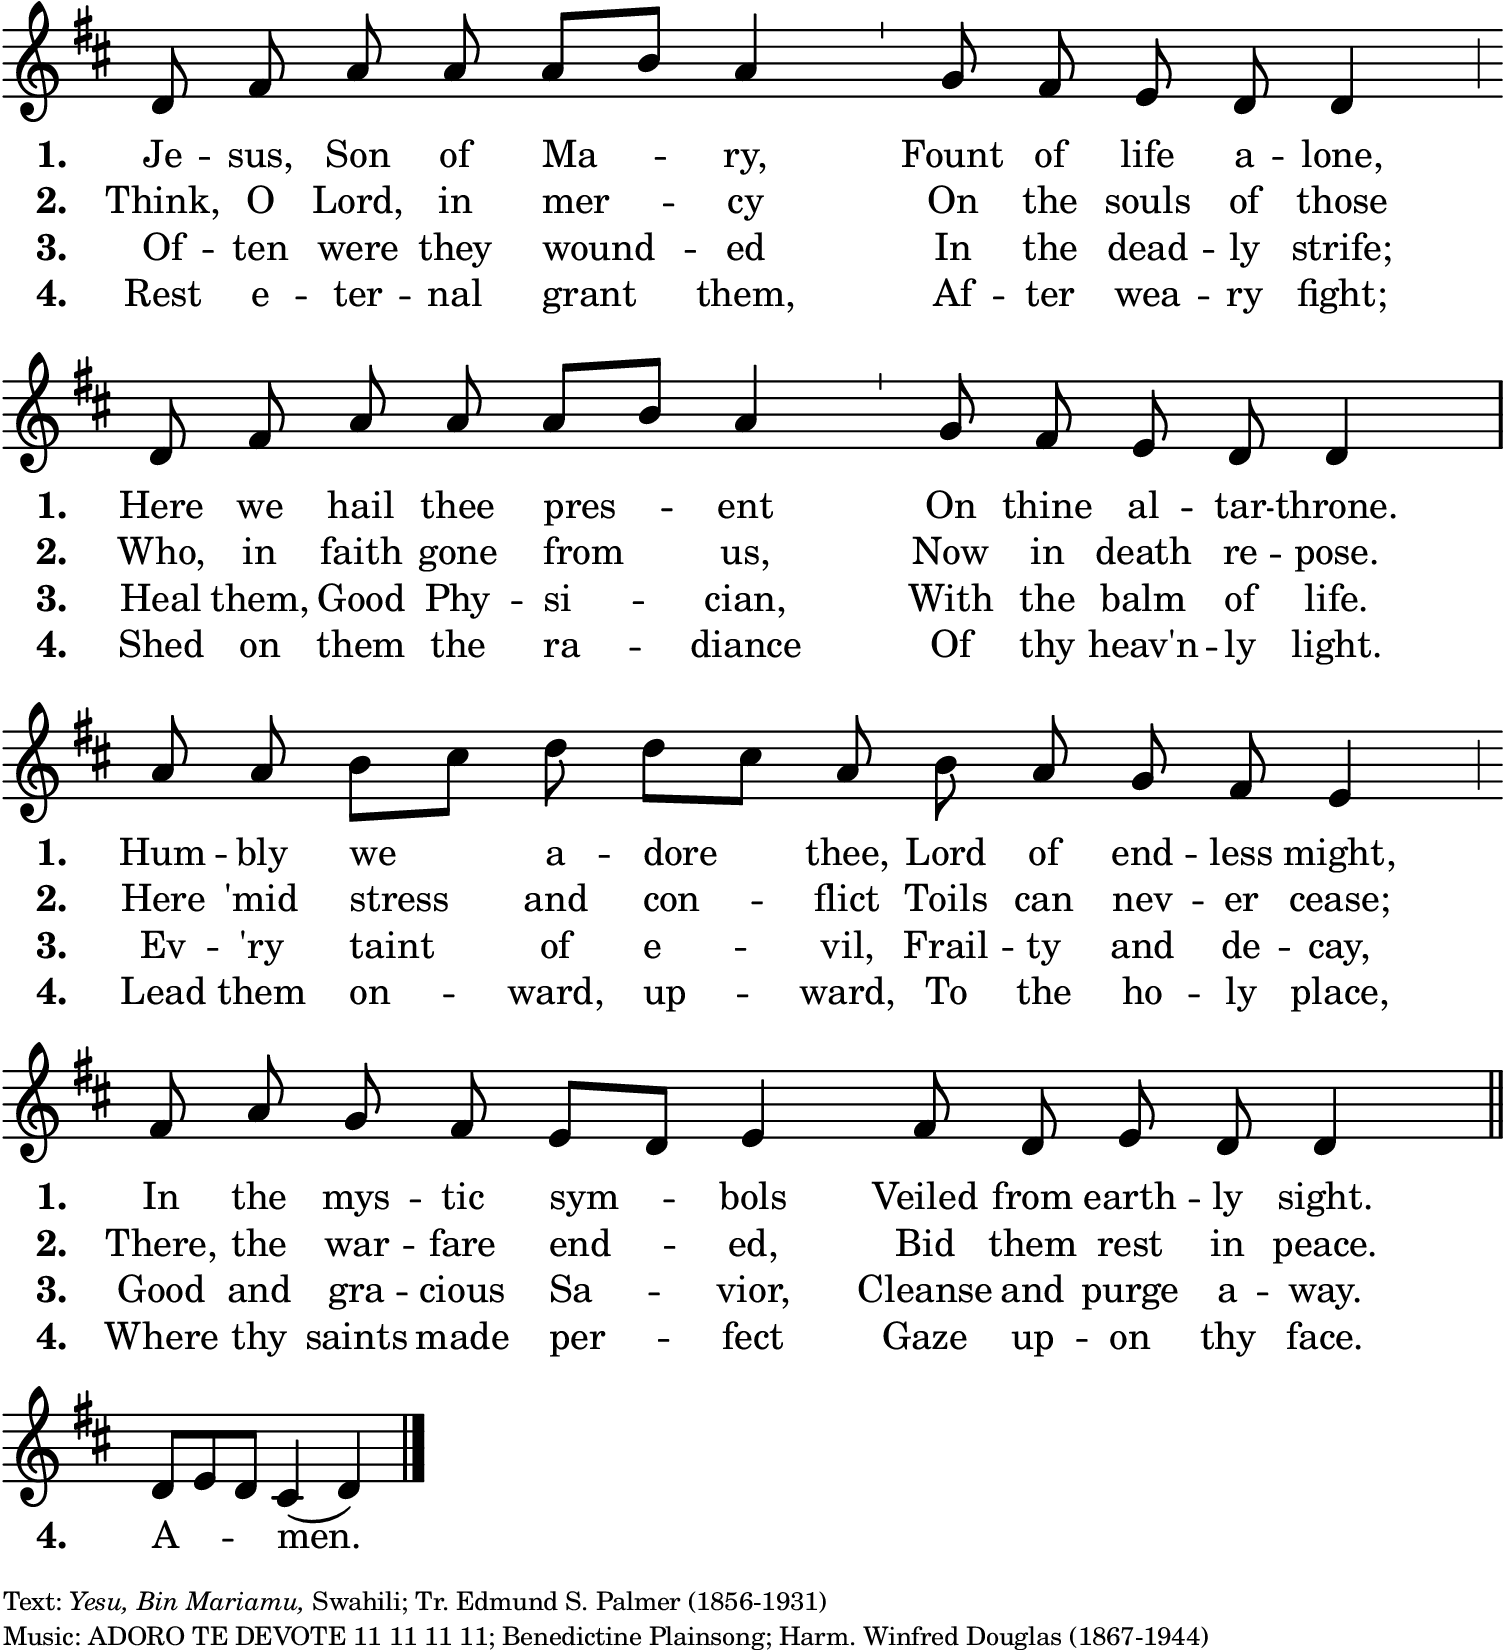 1. Je -- sus, Son of Ma -- ry, Fount of life a -- lone,
2. Think, O Lord, in mer -- cy On the souls of those
3. Of -- ten were they wound -- ed In the dead -- ly strife;
4. Rest e -- ter -- nal grant them, Af -- ter wea -- ry fight;
1. Here we hail thee pres -- ent On thine al -- tar -- throne.
2. Who, in faith gone from us, Now in death re -- pose.
3. Heal them, Good Phy -- si -- cian, With the balm of life.
4. Shed on them the ra -- diance Of thy heav'n -- ly light.
1. Hum -- bly we a -- dore thee, Lord of end -- less might,
2. Here 'mid stress and con -- flict Toils can nev -- er cease;
3. Ev -- 'ry taint of e -- vil, Frail -- ty and de -- cay,
4. Lead them on -- ward, up -- ward, To the ho -- ly place,
1. In the mys -- tic sym -- bols Veiled from earth -- ly sight.
2. There, the war -- fare end -- ed, Bid them rest in peace.
3. Good and gra -- cious Sa -- vior, Cleanse and purge a -- way.
4. Where thy saints made per -- fect Gaze up -- on thy face.
4. A -- men.
Text: Yesu, Bin Mariamu, Swahili; Tr. Edmund S. Palmer (1856-1931)
Music: ADORO TE DEVOTE 11 11 11 11; Benedictine Plainsong; Harm. Winfred Douglas (1867-1944)